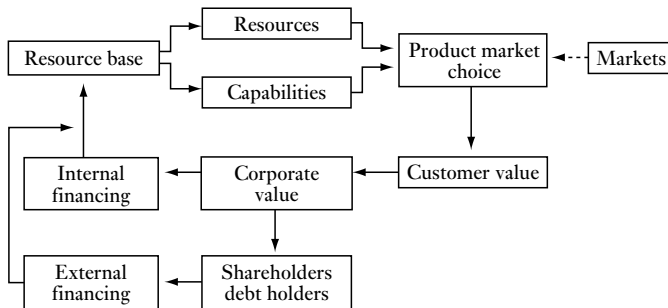 Resources
Resource base
Capabilities
Product market
choice
Markets
Internal
financing
Corporate
value
Customer value
External
financing
Shareholders
debt holders